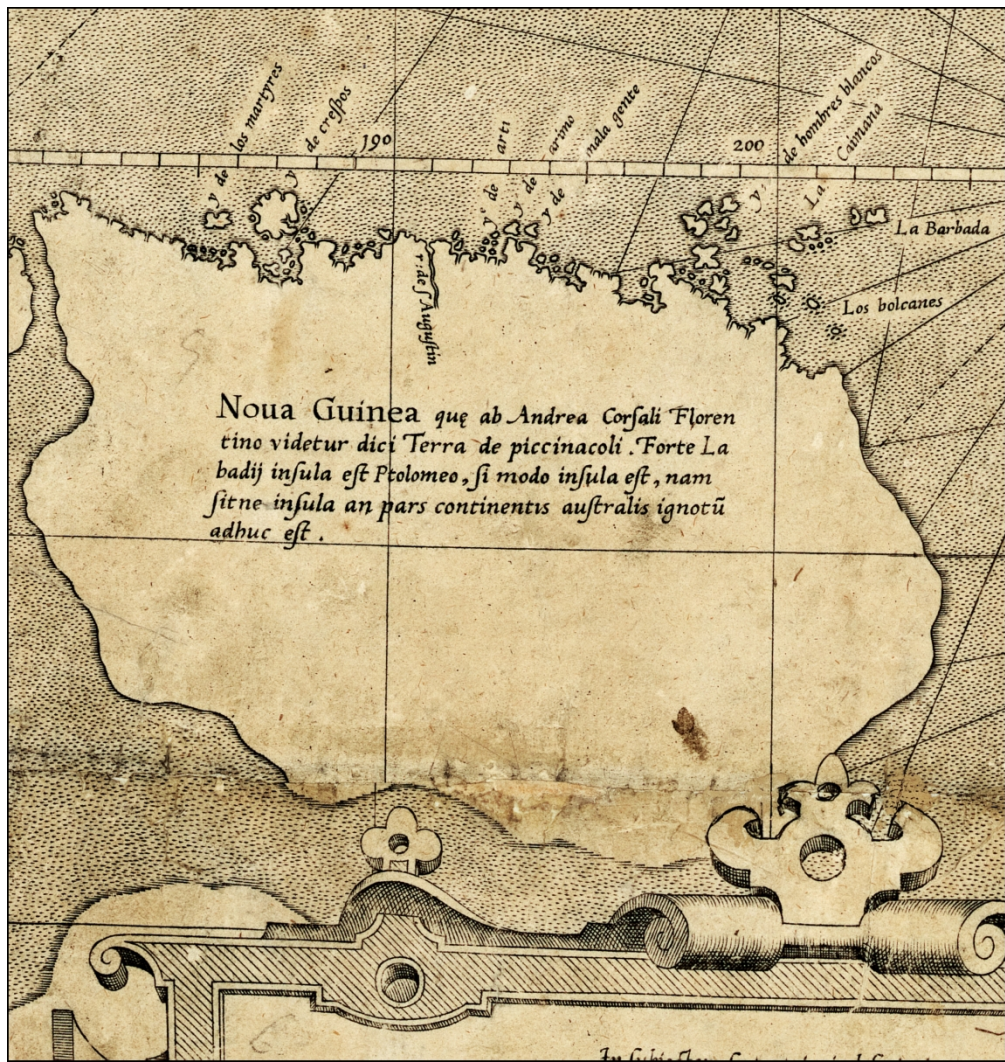 y de los martyres
y de creſpos
190
yᵉ de arti
y de arimo
y de mala gente
200
y, de hombres blancos
La Caimana
La Barbada
Los bolcanes
r. de ſ Auguſtin
Noua Guinea quę ab Andrea Corſali Floren
tino videtur dici Terra de piccinacoli. Forte La
badij inſula eſt Ptolomeo, ſi modo inſula eſt, nam
ſitne inſula an pars continentis auſtralis ignotū
adhuc eſt.